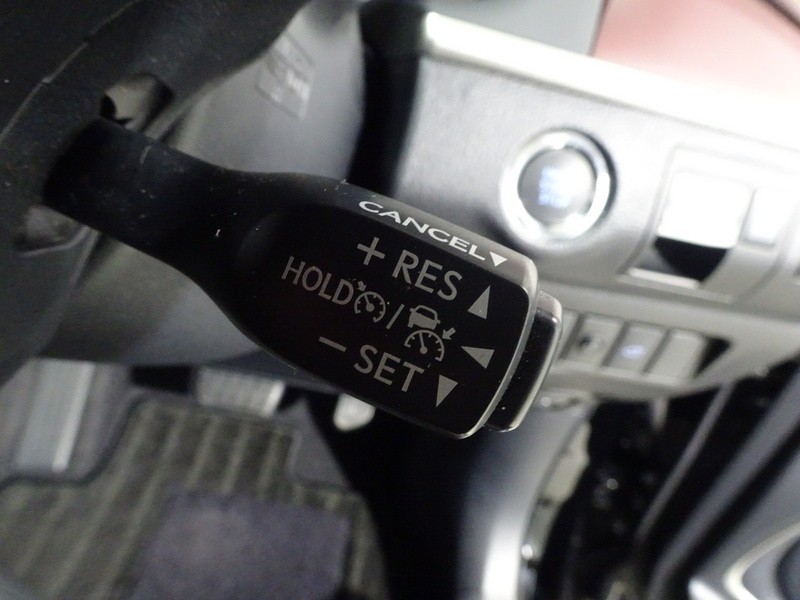 CANCEL▼
+ RES ▲
HOLD /
− SET ▼